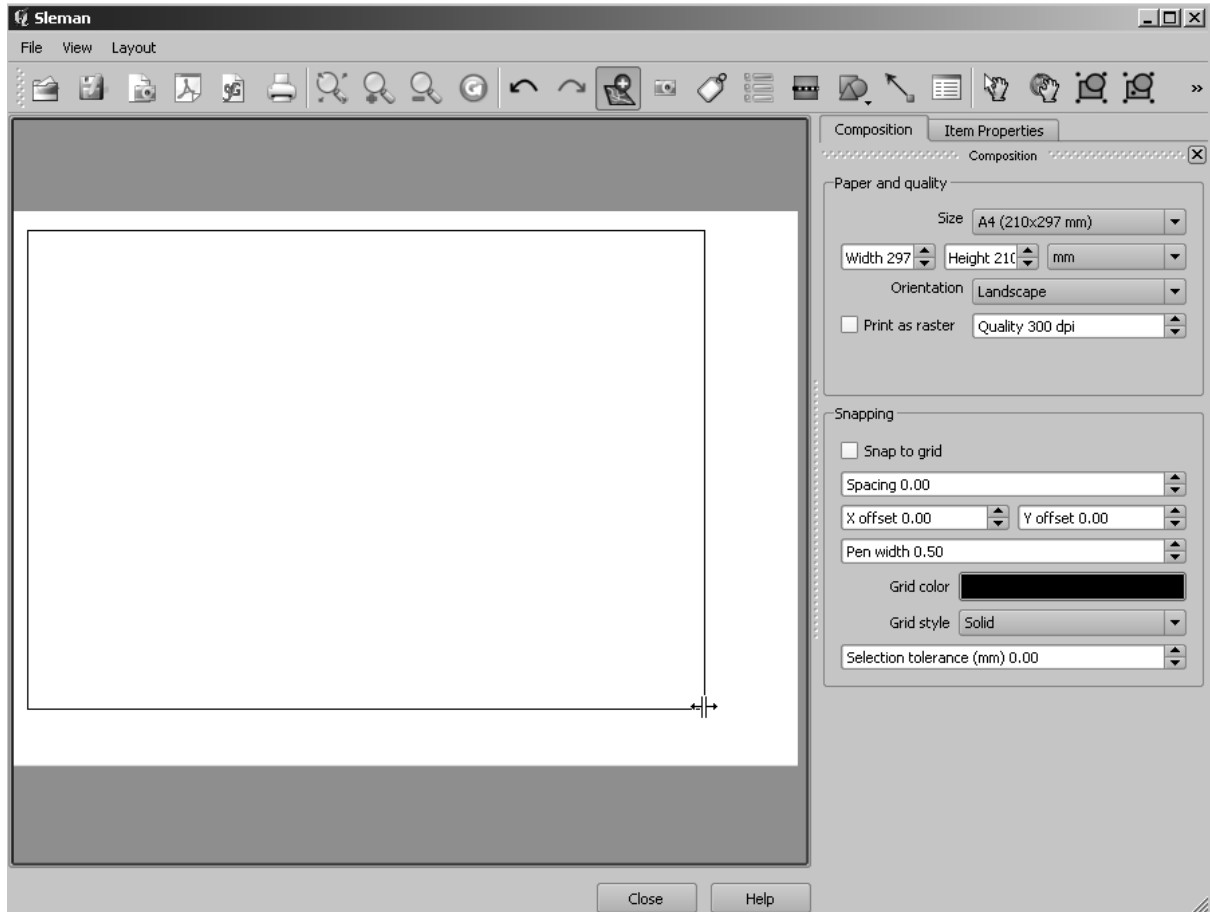 Sleman
File View Layout
Composition Item Properties
Composition
Paper and quality
Size A4 (210x297 mm)
Width 297 Height 210 mm
Orientation Landscape
Print as raster Quality 300 dpi
Snapping
Snap to grid
Spacing 0.00
X offset 0.00 Y offset 0.00
Pen width 0.50
Grid color
Grid style Solid
Selection tolerance (mm) 0.00
Close Help